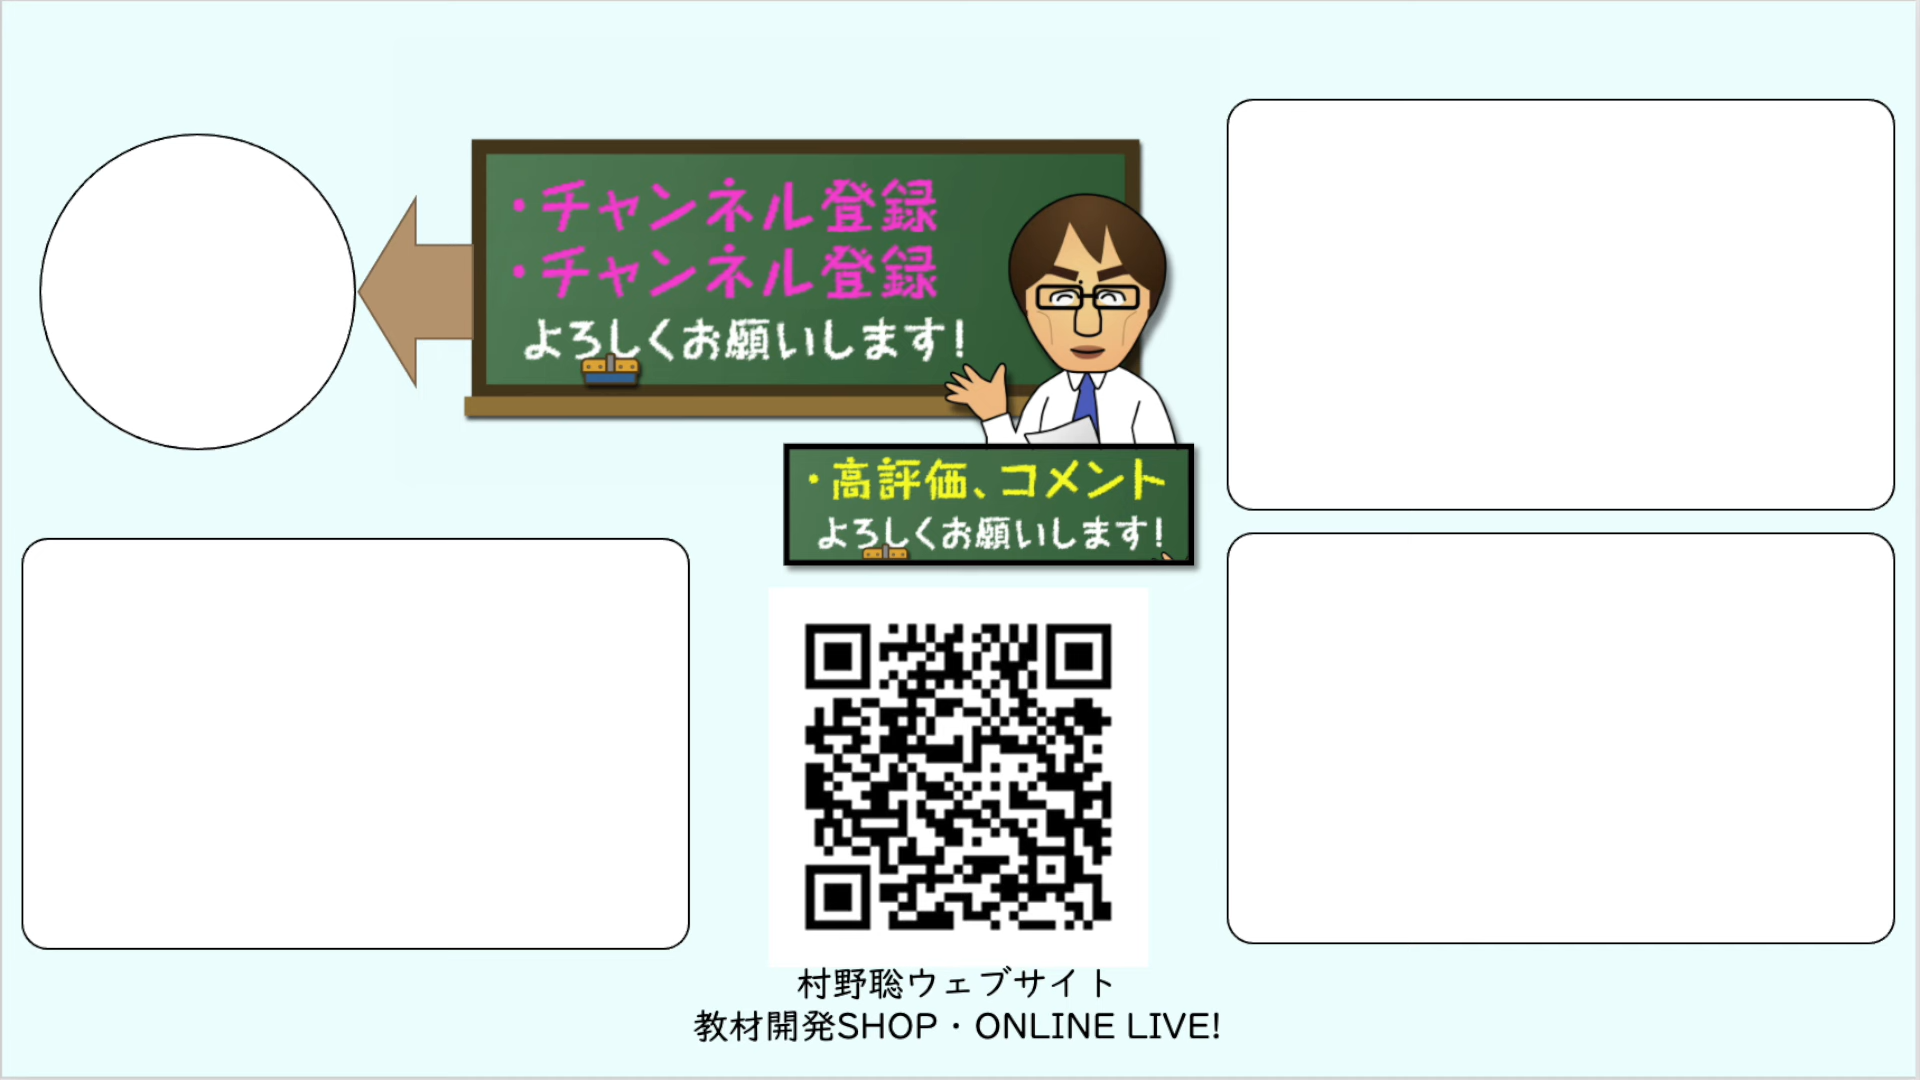 ・チャンネル登録
・チャンネル登録
よろしくお願いします!
・高評価、コメント
よろしくお願いします!
村野聡ウェブサイト
教材開発SHOP・ONLINE LIVE!